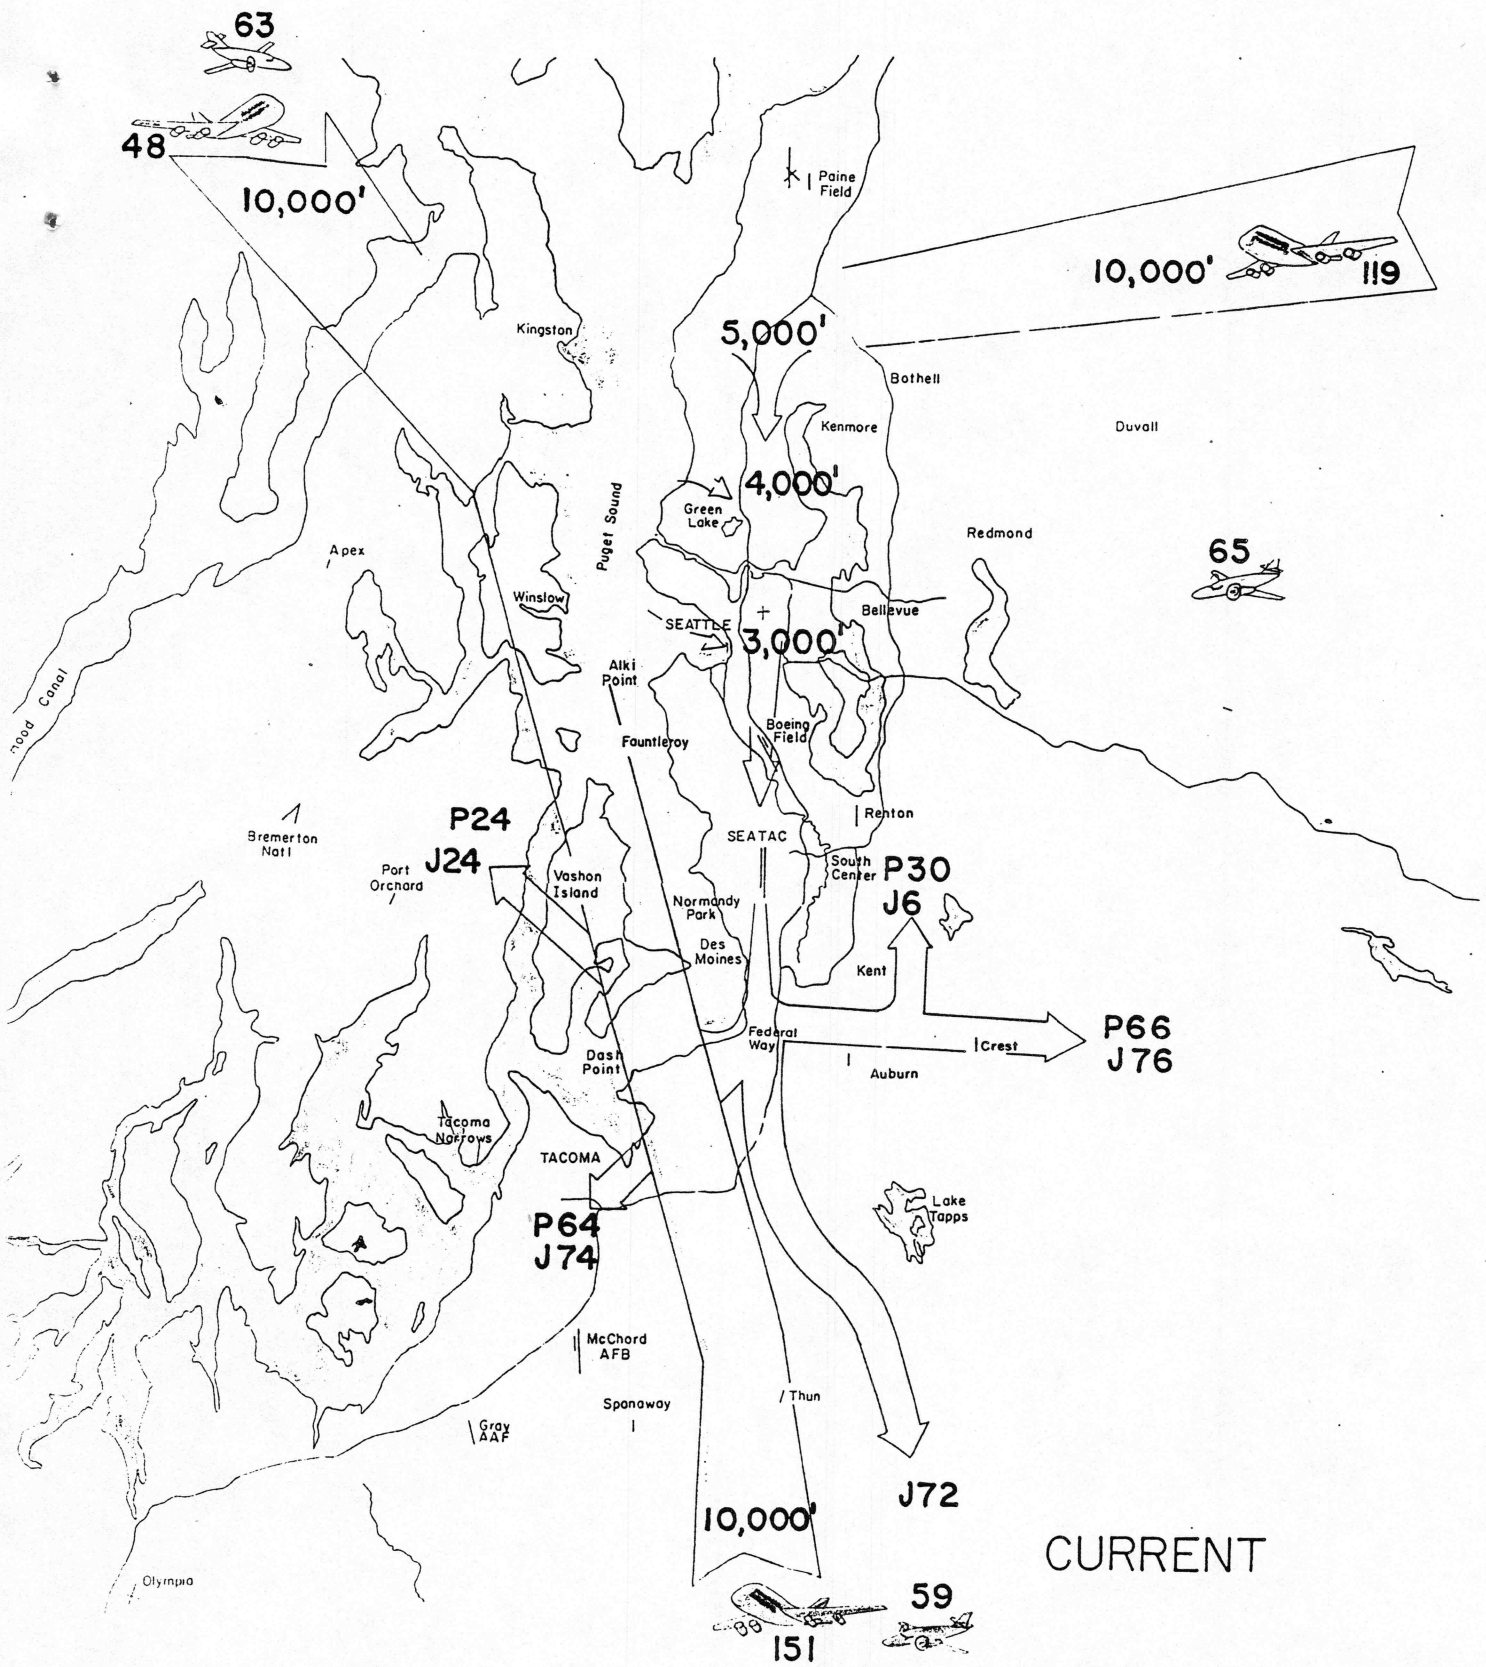 63
48
10,000'
Paine
Field
10,000'
119
Kingston
5,000'
Bothell
Kenmore
Duvall
4,000'
Green
Lake
Puget Sound
Redmond
Apex
65
Winslow
Bellevue
SEATTLE
3,000'
Alki
Point
Hood Canal
Boeing
Field
Fauntleroy
P24
J24
Bremerton
Natl
Renton
SEATAC
Port
Orchard
Vashon
Island
South
Center
P30
J6
Normandy
Park
Des
Moines
Kent
Federal
Way
Crest
P66
J76
Dash
Point
Auburn
Tacoma
Narrows
TACOMA
Lake
Tapps
P64
J74
McChord
AFB
Thun
Spanaway
Gray
AAF
J72
10,000'
CURRENT
Olympia
59
151